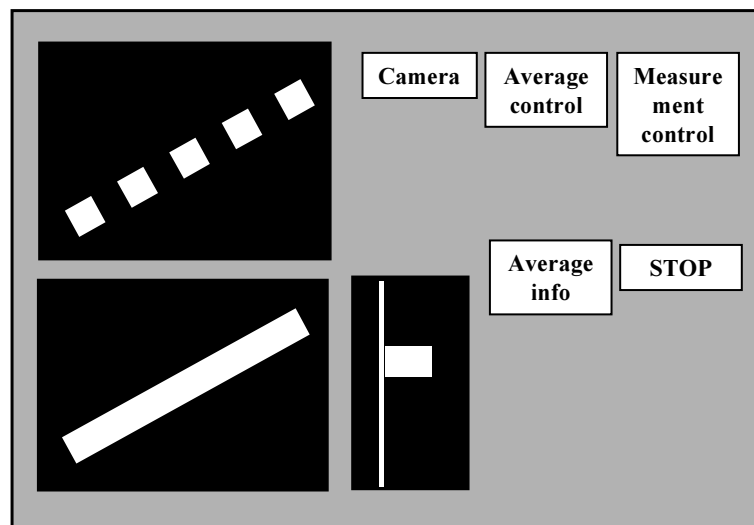 Camera
Average
control
Measure
ment
control
Average
info
STOP